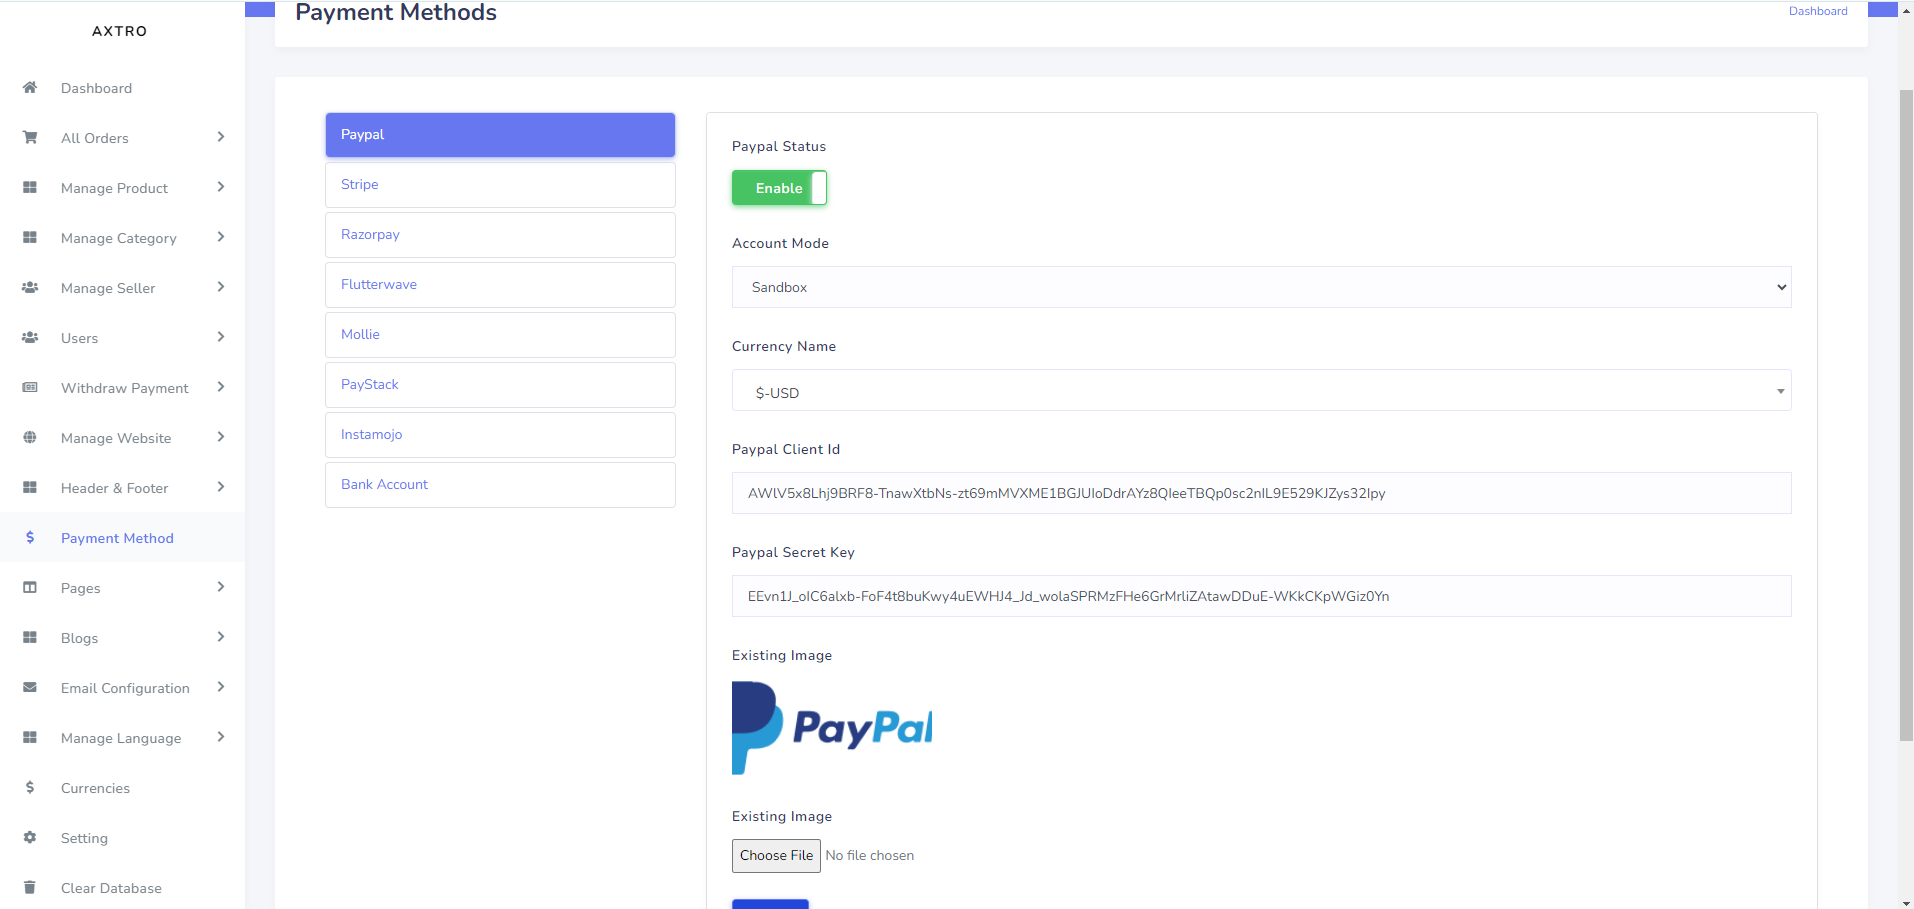 AXTRO
Dashboard
All Orders
Manage Product
Manage Category
Manage Seller
Users
Withdraw Payment
Manage Website
Header & Footer
Payment Method
Pages
Blogs
Email Configuration
Manage Language
Currencies
Setting
Clear Database
Payment Methods
Dashboard
Paypal
Stripe
Razorpay
Flutterwave
Mollie
PayStack
Instamojo
Bank Account
Paypal Status
Enable
Account Mode
Sandbox
Currency Name
$-USD
Paypal Client Id
AWlV5x8Lhj9BRF8-TnawXtbNs-zt69mMVXME1BGJUIoDdrAYz8QIeeTBQp0sc2nIL9E529KJZys32Ipy
Paypal Secret Key
EEvn1J_oIC6alxb-FoF4t8buKwy4uEWHJ4_Jd_wolaSPRMzFHe6GrMrliZAtawDDuE-WKkCKpWGiz0Yn
Existing Image
PayPal
Existing Image
Choose File No file chosen